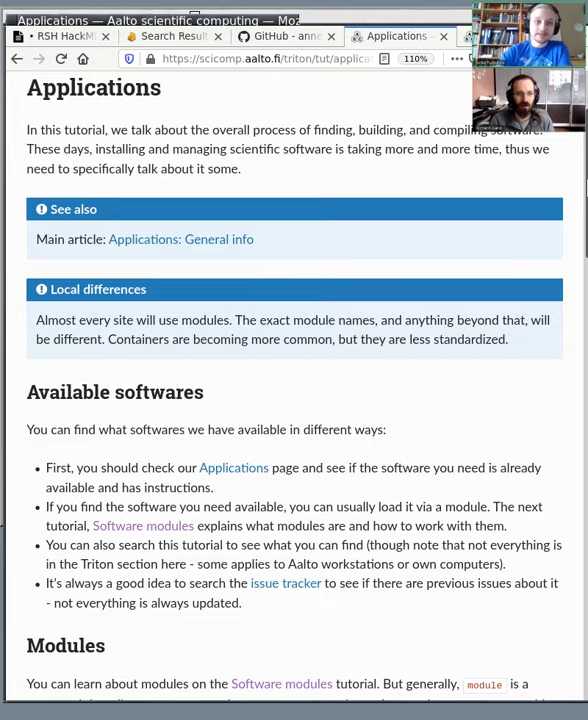 Applications — Aalto scientific computing — Moz
• RSH HackM
Search Result
GitHub - anne
Applications —
https://scicomp.aalto.fi/triton/tut/applica
110%
Applications
In this tutorial, we talk about the overall process of finding, building, and compiling software.
These days, installing and managing scientific software is taking more and more time, thus we
need to specifically talk about it some.
See also
Main article: Applications: General info
Local differences
Almost every site will use modules. The exact module names, and anything beyond that, will
be different. Containers are becoming more common, but they are less standardized.
Available softwares
You can find what softwares we have available in different ways:
• First, you should check our Applications page and see if the software you need is already
available and has instructions.
• If you find the software you need available, you can usually load it via a module. The next
tutorial, Software modules explains what modules are and how to work with them.
• You can also search this tutorial to see what you can find (though note that not everything is
in the Triton section here - some applies to Aalto workstations or own computers).
• It's always a good idea to search the issue tracker to see if there are previous issues about it
- not everything is always updated.
Modules
You can learn about modules on the Software modules tutorial. But generally, module is a